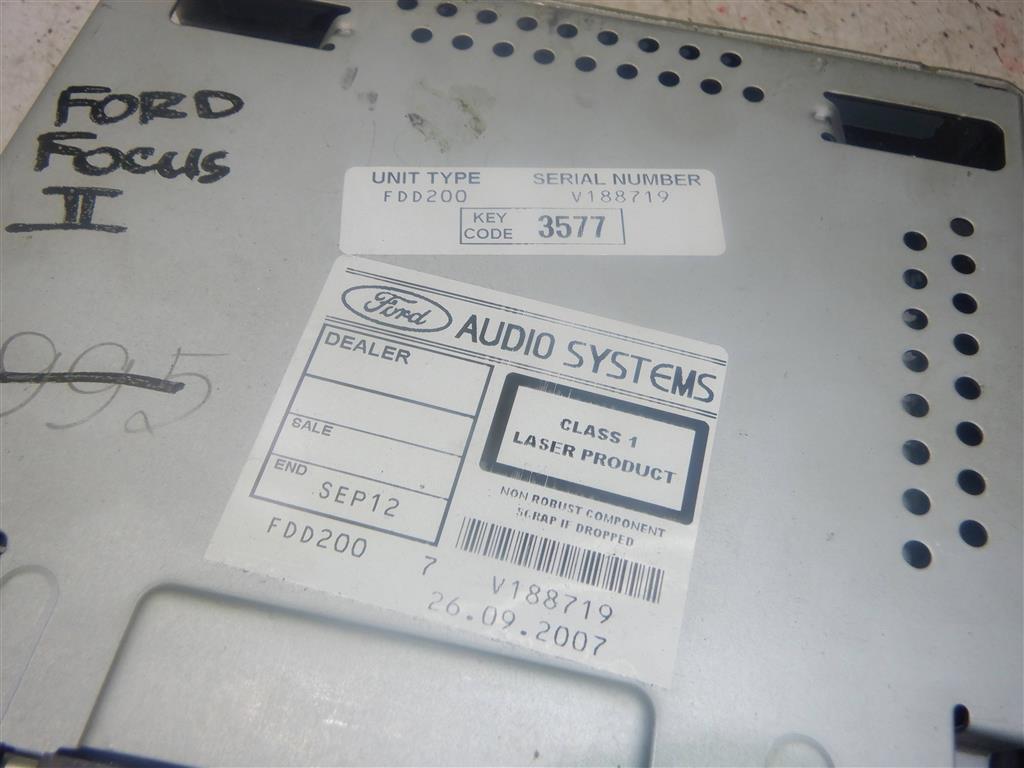 FORD
FOCUS
II
995
UNIT TYPE SERIAL NUMBER
FDD200 V188719
KEY CODE 3577
Ford AUDIO SYSTEMS
DEALER
SALE
END
SEP12
CLASS 1
LASER PRODUCT
NON ROBUST COMPONENT
SCRAP IF DROPPED
FDD200 7 V188719
26.09.2007